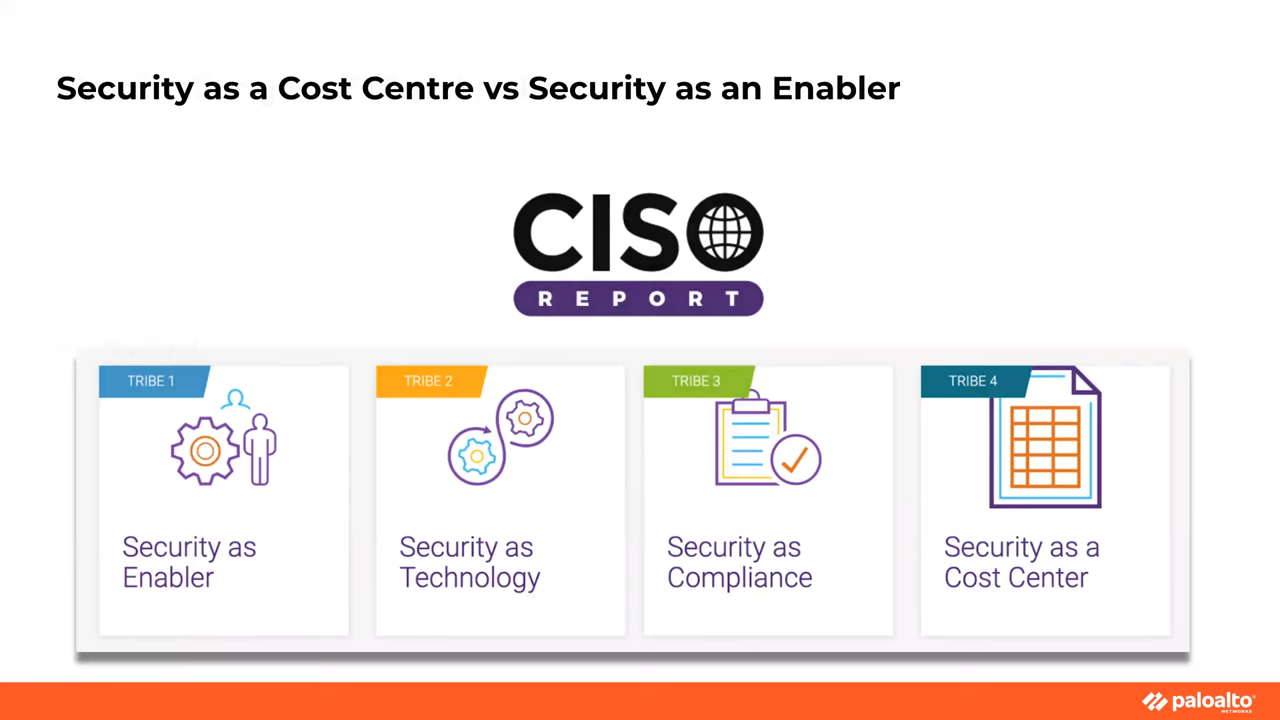 Security as a Cost Centre vs Security as an Enabler
CISO
REPORT
TRIBE 1
Security as
Enabler
TRIBE 2
Security as
Technology
TRIBE 3
Security as
Compliance
TRIBE 4
Security as a
Cost Center
paloalto
NETWORKS